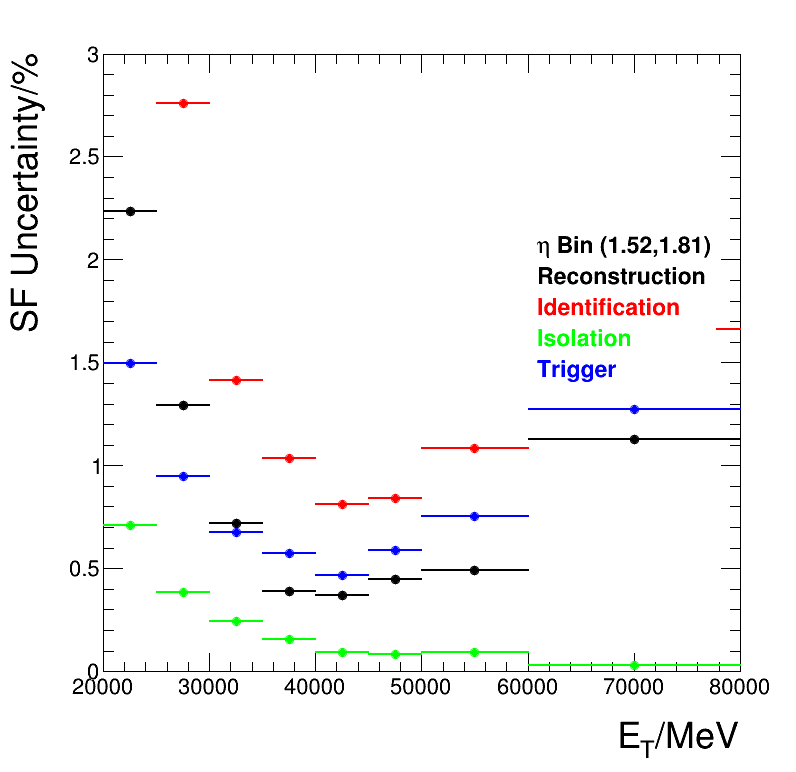 SF Uncertainty/%
3
2.5
2
1.5
1
0.5
0
η Bin (1.52,1.81)
Reconstruction
Identification
Isolation
Trigger
20000 30000 40000 50000 60000 70000 80000
E_T/MeV